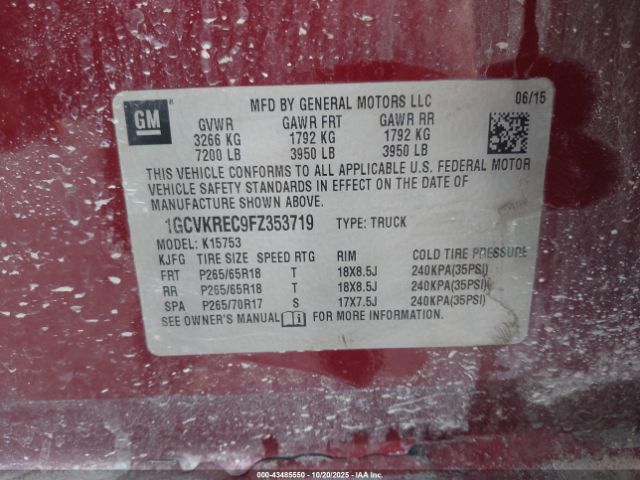 GM
MFD BY GENERAL MOTORS LLC 06/15
GVWR GAWR FRT GAWR RR
3266 KG 1792 KG 1792 KG
7200 LB 3950 LB 3950 LB
THIS VEHICLE CONFORMS TO ALL APPLICABLE U.S. FEDERAL MOTOR
VEHICLE SAFETY STANDARDS IN EFFECT ON THE DATE OF
MANUFACTURE SHOWN ABOVE.
1GCVKREC9FZ353719 TYPE: TRUCK
MODEL: K15753
KJFG TIRE SIZE SPEED RTG RIM COLD TIRE PRESSURE
FRT P265/65R18 T 18X8.5J 240KPA(35PSI)
RR P265/65R18 T 18X8.5J 240KPA(35PSI)
SPA P265/70R17 S 17X7.5J 240KPA(35PSI)
SEE OWNER'S MANUAL FOR MORE INFORMATION.
000-43485550 - 10/20/2025 - IAAI.COM